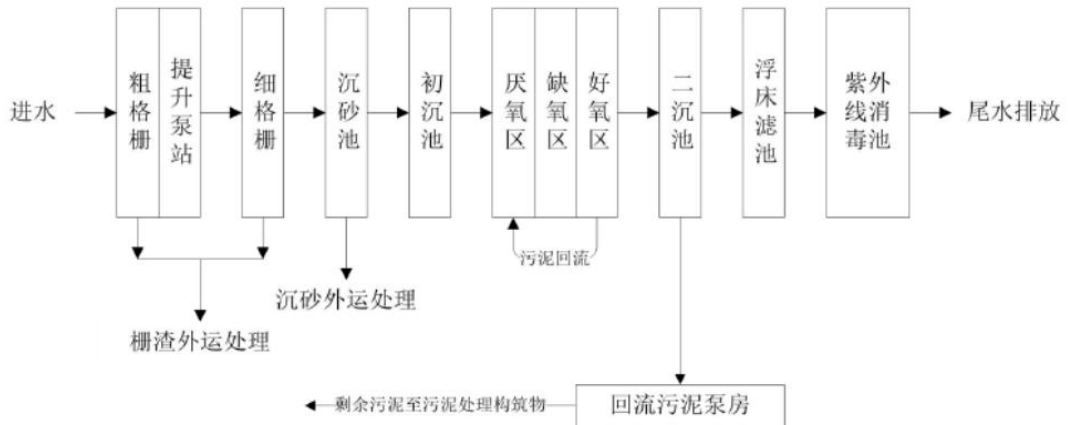 进水
粗格栅
提升泵站
细格栅
沉砂池
初沉池
厌氧区
缺氧区
好氧区
二沉池
浮床滤池
紫外
线消
毒池
尾水排放
污泥回流
沉砂外运处理
栅渣外运处理
剩余污泥至污泥处理构筑物
回流污泥泵房